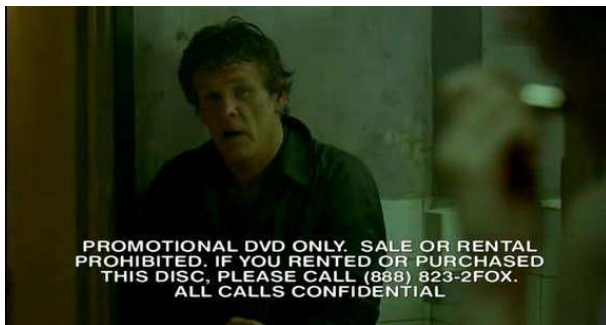 PROMOTIONAL DVD ONLY. SALE OR RENTAL
PROHIBITED. IF YOU RENTED OR PURCHASED
THIS DISC, PLEASE CALL (888) 823-2FOX.
ALL CALLS CONFIDENTIAL